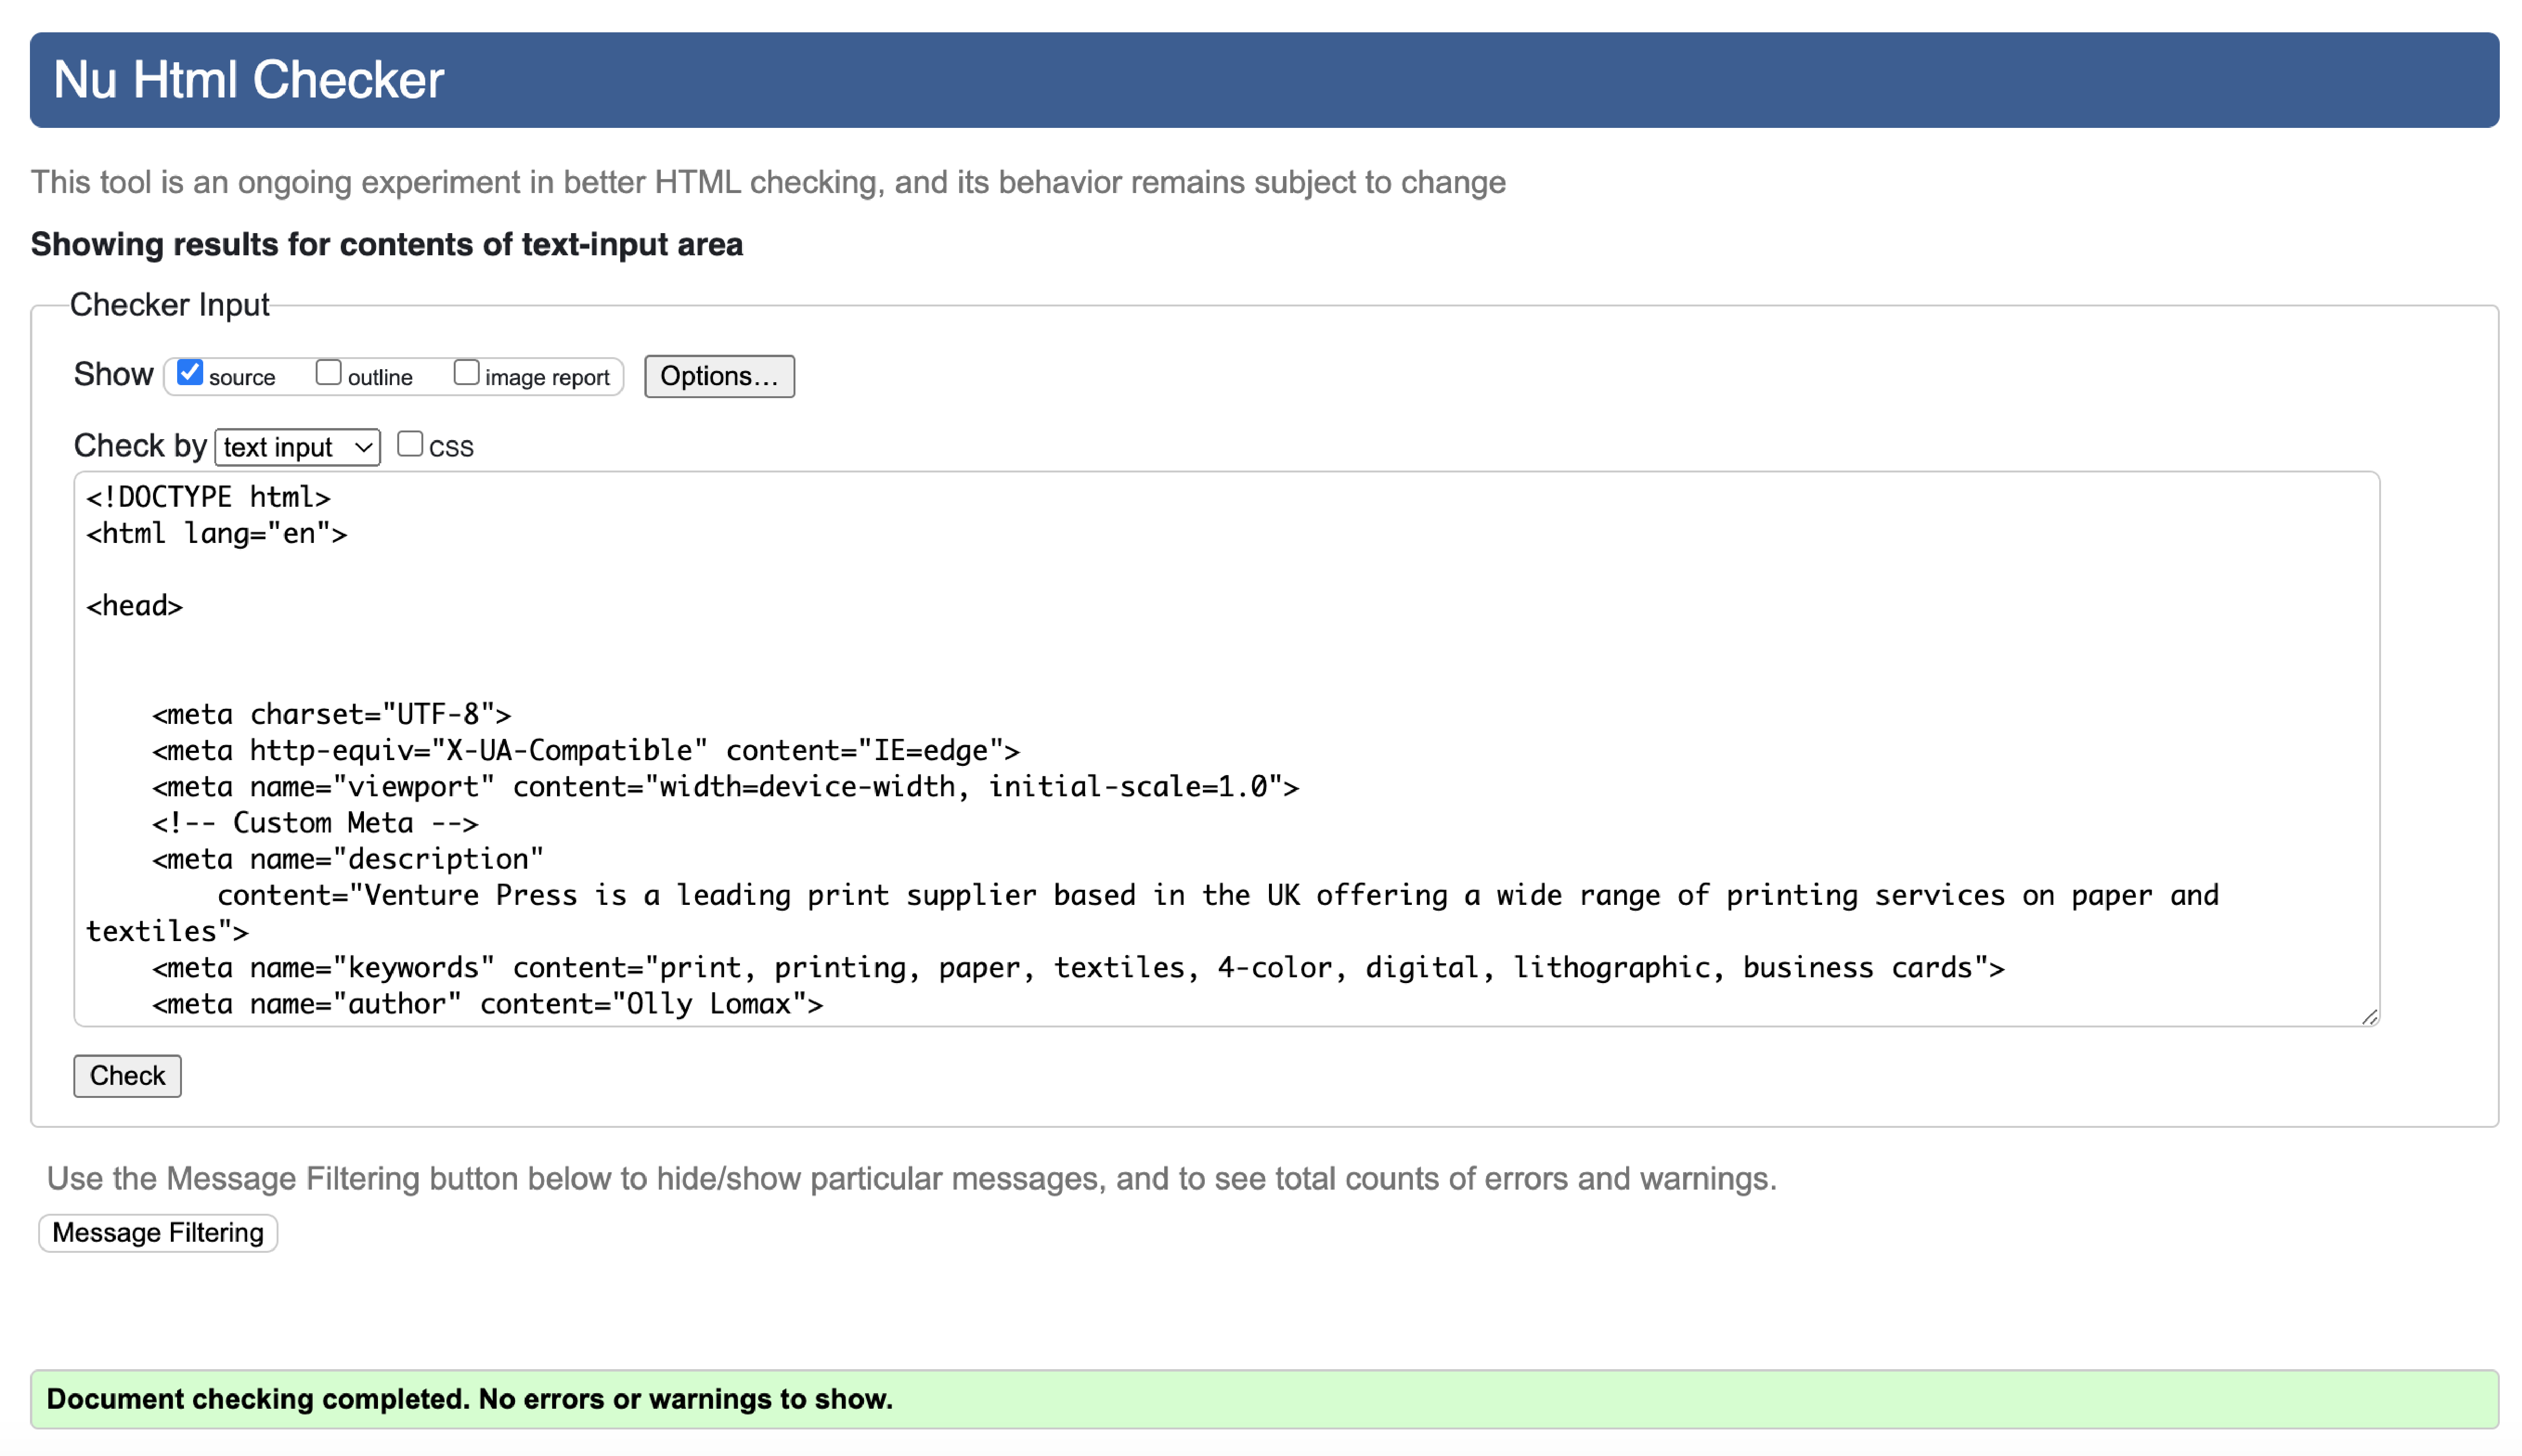 Nu Html Checker
This tool is an ongoing experiment in better HTML checking, and its behavior remains subject to change
Showing results for contents of text-input area
Checker Input
Show source outline image report Options...
Check by text input CSS
<!DOCTYPE html>
<html lang="en">
<head>
<meta charset="UTF-8">
<meta http-equiv="X-UA-Compatible" content="IE=edge">
<meta name="viewport" content="width=device-width, initial-scale=1.0">
<!-- Custom Meta -->
<meta name="description"
content="Venture Press is a leading print supplier based in the UK offering a wide range of printing services on paper and
textiles">
<meta name="keywords" content="print, printing, paper, textiles, 4-color, digital, lithographic, business cards">
<meta name="author" content="Olly Lomax">
Check
Use the Message Filtering button below to hide/show particular messages, and to see total counts of errors and warnings.
Message Filtering
Document checking completed. No errors or warnings to show.